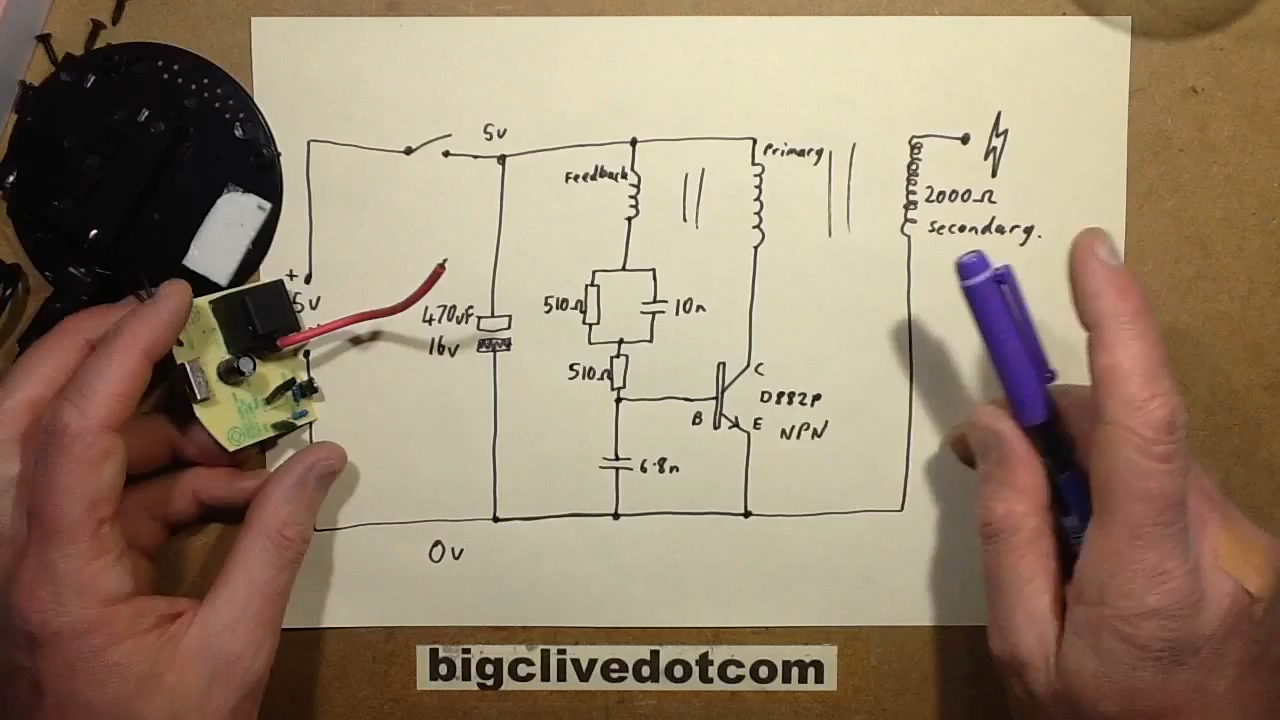 5v
Primary
Feedback
2000Ω
Secondary.
+
5v
510Ω
10n
470uF
16v
510Ω
C
D882P
B
E
NPN
6.8n
0v
bigclivedotcom